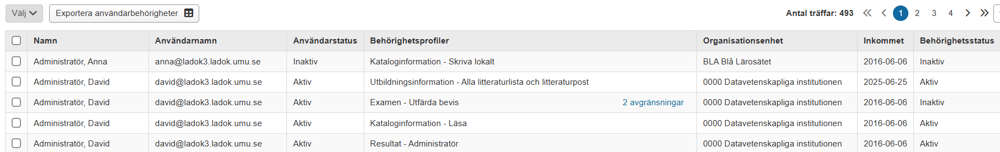 Välj Exportera användarbehörigheter Antal träffar: 493 1 2 3 4
Namn Användarnamn Användarstatus Behörighetsprofiler Organisationsenhet Inkommet Behörighetsstatus
Administratör, Anna anna@ladok3.ladok.umu.se Inaktiv Kataloginformation - Skriva lokalt BLA Blå Lärosätet 2016-06-06 Inaktiv
Administratör, David david@ladok3.ladok.umu.se Aktiv Utbildningsinformation - Alla litteraturlista och litteraturpost 0000 Datavetenskapliga institutionen 2025-06-25 Aktiv
Administratör, David david@ladok3.ladok.umu.se Aktiv Examen - Utfärda bevis 2 avgränsningar 0000 Datavetenskapliga institutionen 2016-06-06 Inaktiv
Administratör, David david@ladok3.ladok.umu.se Aktiv Kataloginformation - Läsa 0000 Datavetenskapliga institutionen 2016-06-06 Aktiv
Administratör, David david@ladok3.ladok.umu.se Aktiv Resultat - Administratör 0000 Datavetenskapliga institutionen 2016-06-06 Aktiv